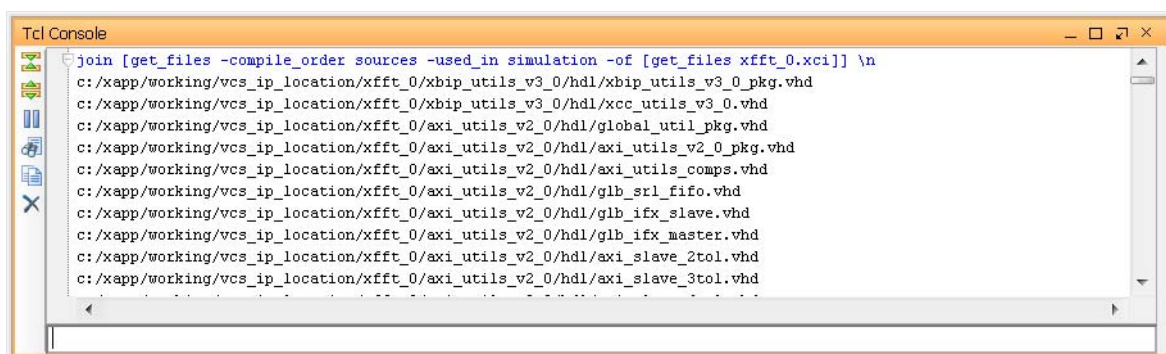 Tcl Console
join [get_files -compile_order sources -used_in simulation -of [get_files xfft_0.xci]] \n
c:/xapp/working/vcs_ip_location/xfft_0/xbip_utils_v3_0/hdl/xbip_utils_v3_0_pkg.vhd
c:/xapp/working/vcs_ip_location/xfft_0/xbip_utils_v3_0/hdl/xcc_utils_v3_0.vhd
c:/xapp/working/vcs_ip_location/xfft_0/axi_utils_v2_0/hdl/global_util_pkg.vhd
c:/xapp/working/vcs_ip_location/xfft_0/axi_utils_v2_0/hdl/axi_utils_v2_0_pkg.vhd
c:/xapp/working/vcs_ip_location/xfft_0/axi_utils_v2_0/hdl/axi_utils_comps.vhd
c:/xapp/working/vcs_ip_location/xfft_0/axi_utils_v2_0/hdl/glb_srl_fifo.vhd
c:/xapp/working/vcs_ip_location/xfft_0/axi_utils_v2_0/hdl/glb_ifx_slave.vhd
c:/xapp/working/vcs_ip_location/xfft_0/axi_utils_v2_0/hdl/glb_ifx_master.vhd
c:/xapp/working/vcs_ip_location/xfft_0/axi_utils_v2_0/hdl/axi_slave_2to1.vhd
c:/xapp/working/vcs_ip_location/xfft_0/axi_utils_v2_0/hdl/axi_slave_3to1.vhd